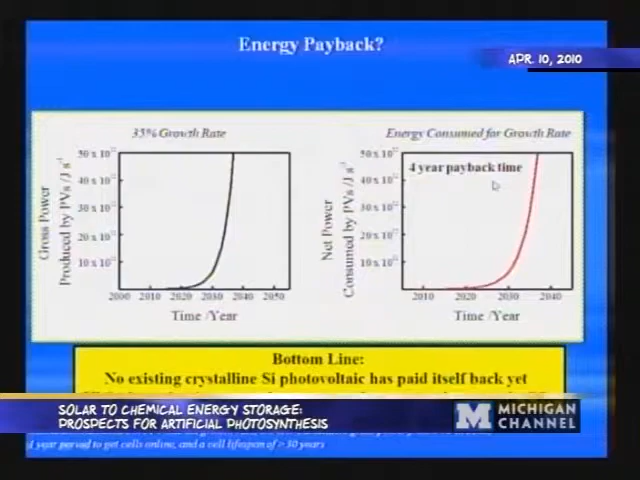 Energy Payback?
APR. 10, 2010
35% Growth Rate
Energy Consumed for Growth Rate
Gross Power
Produced by PVs /J s⁻¹
50 x 10
40 x 10
30 x 10
20 x 10
10 x 10
2000 2010 2020 2030 2040 2050
Time /Year
Net Power
Consumed by PVs /J s⁻¹
50 x 10
40 x 10
30 x 10
20 x 10
10 x 10
4 year payback time
2010 2020 2030 2040
Time /Year
Bottom Line:
No existing crystalline Si photovoltaic has paid itself back yet
SOLAR TO CHEMICAL ENERGY STORAGE:
PROSPECTS FOR ARTIFICIAL PHOTOSYNTHESIS
M MICHIGAN
CHANNEL
year period to get cells online, and a cell lifespan of > 30 years